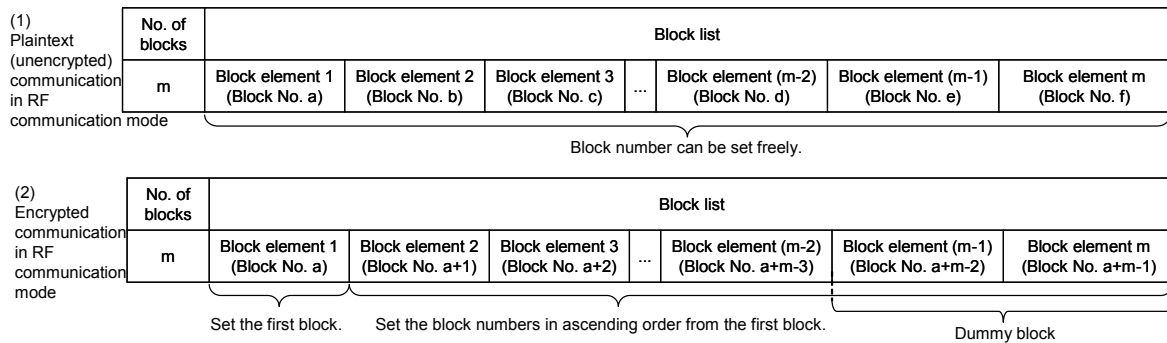 (1)
Plaintext
(unencrypted)
communication
in RF
communication mode
No. of
blocks
Block list
m
Block element 1
(Block No. a)
Block element 2
(Block No. b)
Block element 3
(Block No. c)
...
Block element (m-2)
(Block No. d)
Block element (m-1)
(Block No. e)
Block element m
(Block No. f)
Block number can be set freely.
(2)
Encrypted
communication
in RF
communication
mode
No. of
blocks
Block list
m
Block element 1
(Block No. a)
Block element 2
(Block No. a+1)
Block element 3
(Block No. a+2)
...
Block element (m-2)
(Block No. a+m-3)
Block element (m-1)
(Block No. a+m-2)
Block element m
(Block No. a+m-1)
Set the first block.
Set the block numbers in ascending order from the first block.
Dummy block